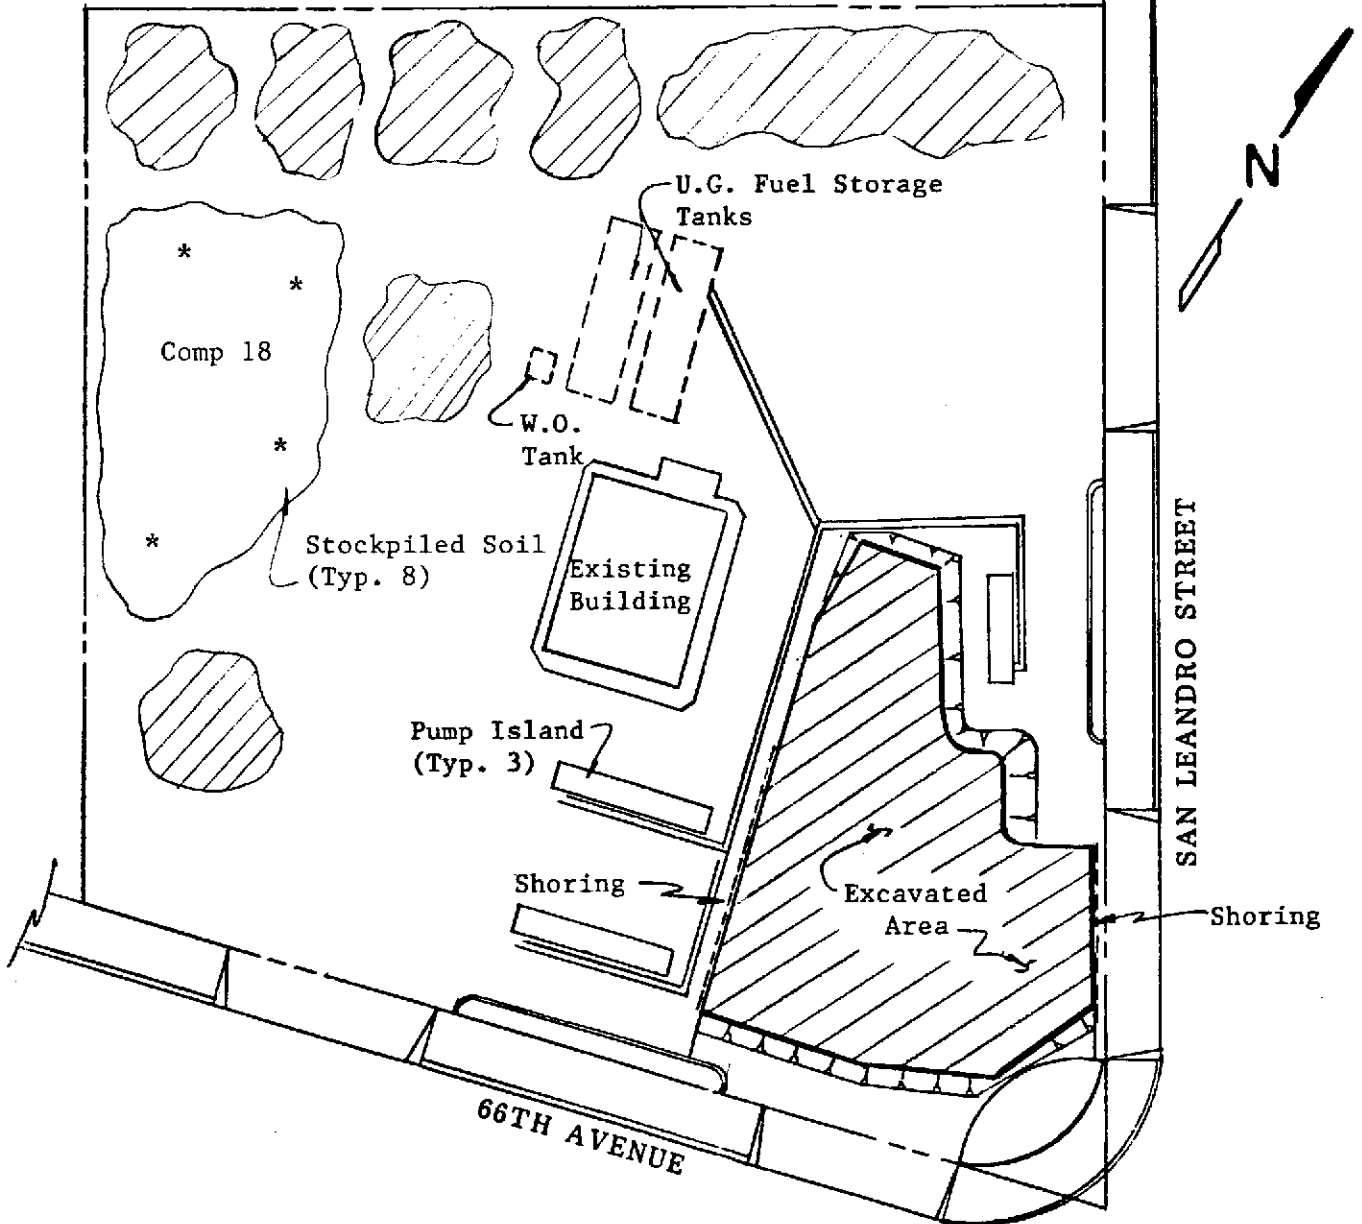 U.G. Fuel Storage
Tanks
N
*
*
Comp 18
W.O.
Tank
*
*
Stockpiled Soil
(Typ. 8)
Existing
Building
SAN LEANDRO STREET
Pump Island
(Typ. 3)
Shoring
Excavated
Area
Shoring
66TH AVENUE